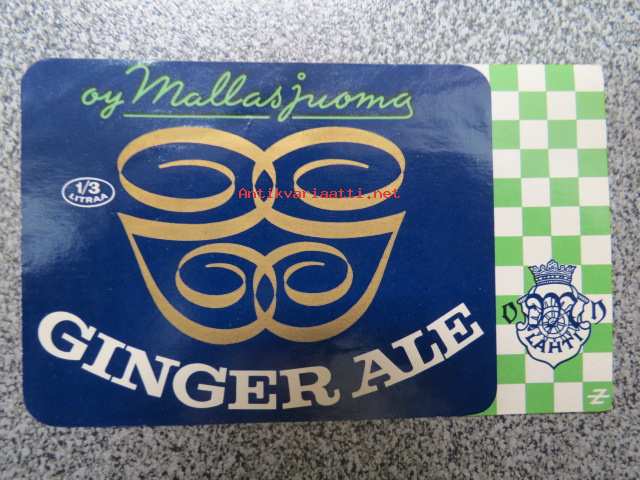 oy Mallasjuoma
1/3
LITRAA
Antikvariaatti.net
GINGER ALE
LAHTI